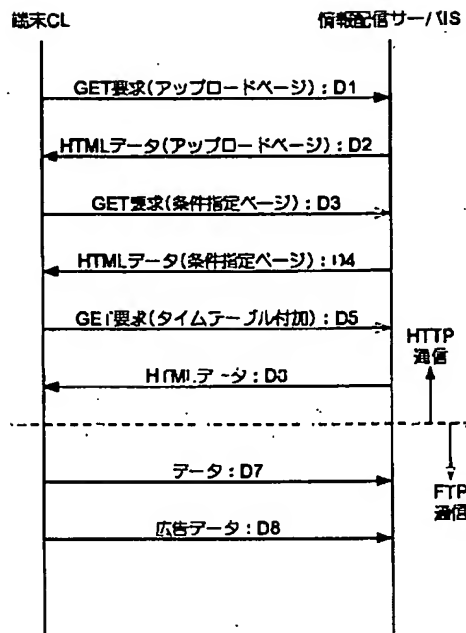 端末CL
情報配信サーバIS
GET要求(アップロードページ):D1
HTMLデータ(アップロードページ):D2
GET要求(条件指定ページ):D3
HTMLデータ(条件指定ページ):D4
GET要求(タイムテーブル付加):D5
HTTP
通信
HTMLデータ:D6
データ:D7
FTP
通信
広告データ:D8